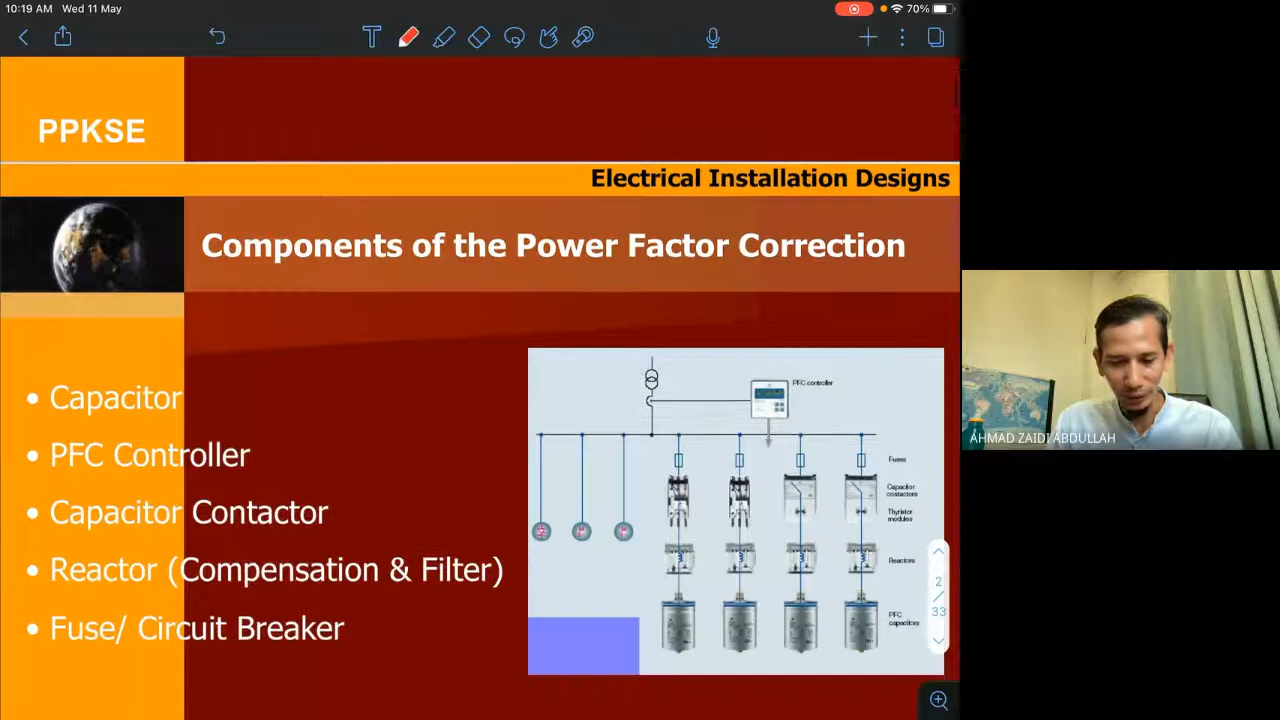 10:19 AM Wed 11 May
70%
PPKSE
Electrical Installation Designs
Components of the Power Factor Correction
• Capacitor
• PFC Controller
• Capacitor Contactor
• Reactor (Compensation & Filter)
• Fuse/ Circuit Breaker
PFC controller
Fuses
Capacitor
contactors
Thyristor
modules
Reactors
PFC
capacitors
2
33
AHMAD ZAIDI ABDULLAH